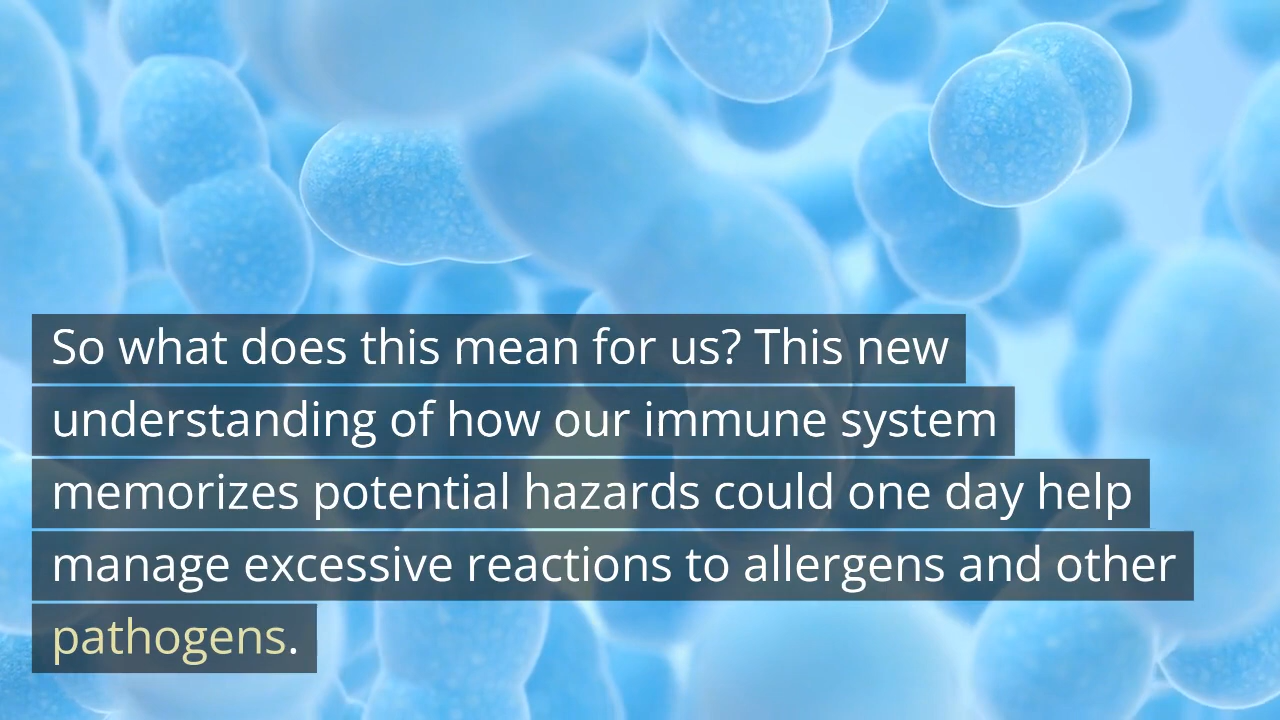 So what does this mean for us? This new
understanding of how our immune system
memorizes potential hazards could one day help
manage excessive reactions to allergens and other
pathogens.